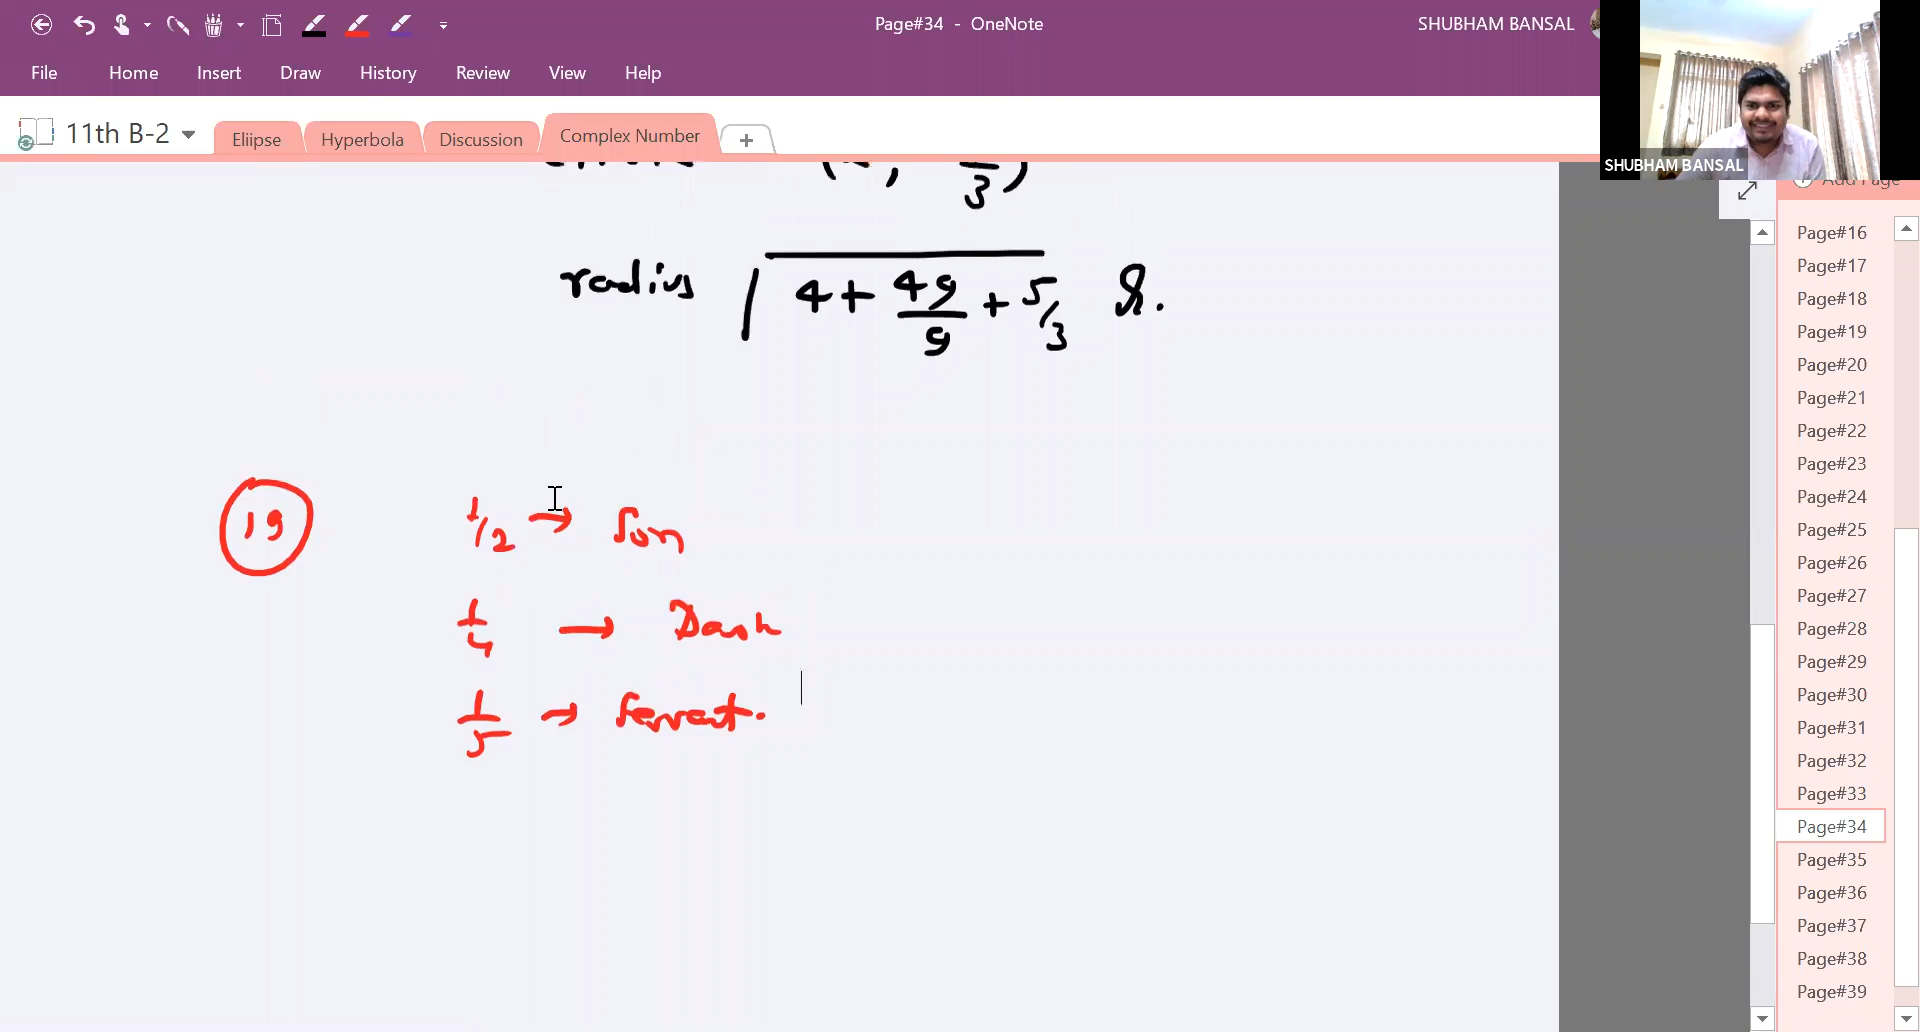 Page#34 - OneNote
SHUBHAM BANSAL
File Home Insert Draw History Review View Help
11th B-2
Eliipse Hyperbola Discussion Complex Number +
SHUBHAM BANSAL
Add Page
3)
radius √4 + 49/9 + 5/3
19
1/2 → Son
1/4 → Dash
1/5 → Servent.
Page#16
Page#17
Page#18
Page#19
Page#20
Page#21
Page#22
Page#23
Page#24
Page#25
Page#26
Page#27
Page#28
Page#29
Page#30
Page#31
Page#32
Page#33
Page#34
Page#35
Page#36
Page#37
Page#38
Page#39